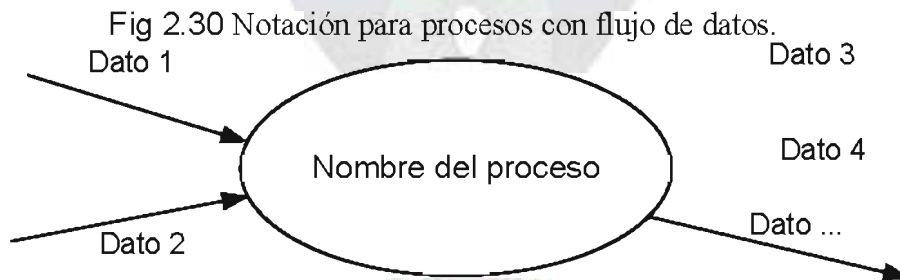 Fig 2.30 Notación para procesos con flujo de datos.
Dato 1
Dato 3
Nombre del proceso
Dato 4
Dato 2
Dato ...